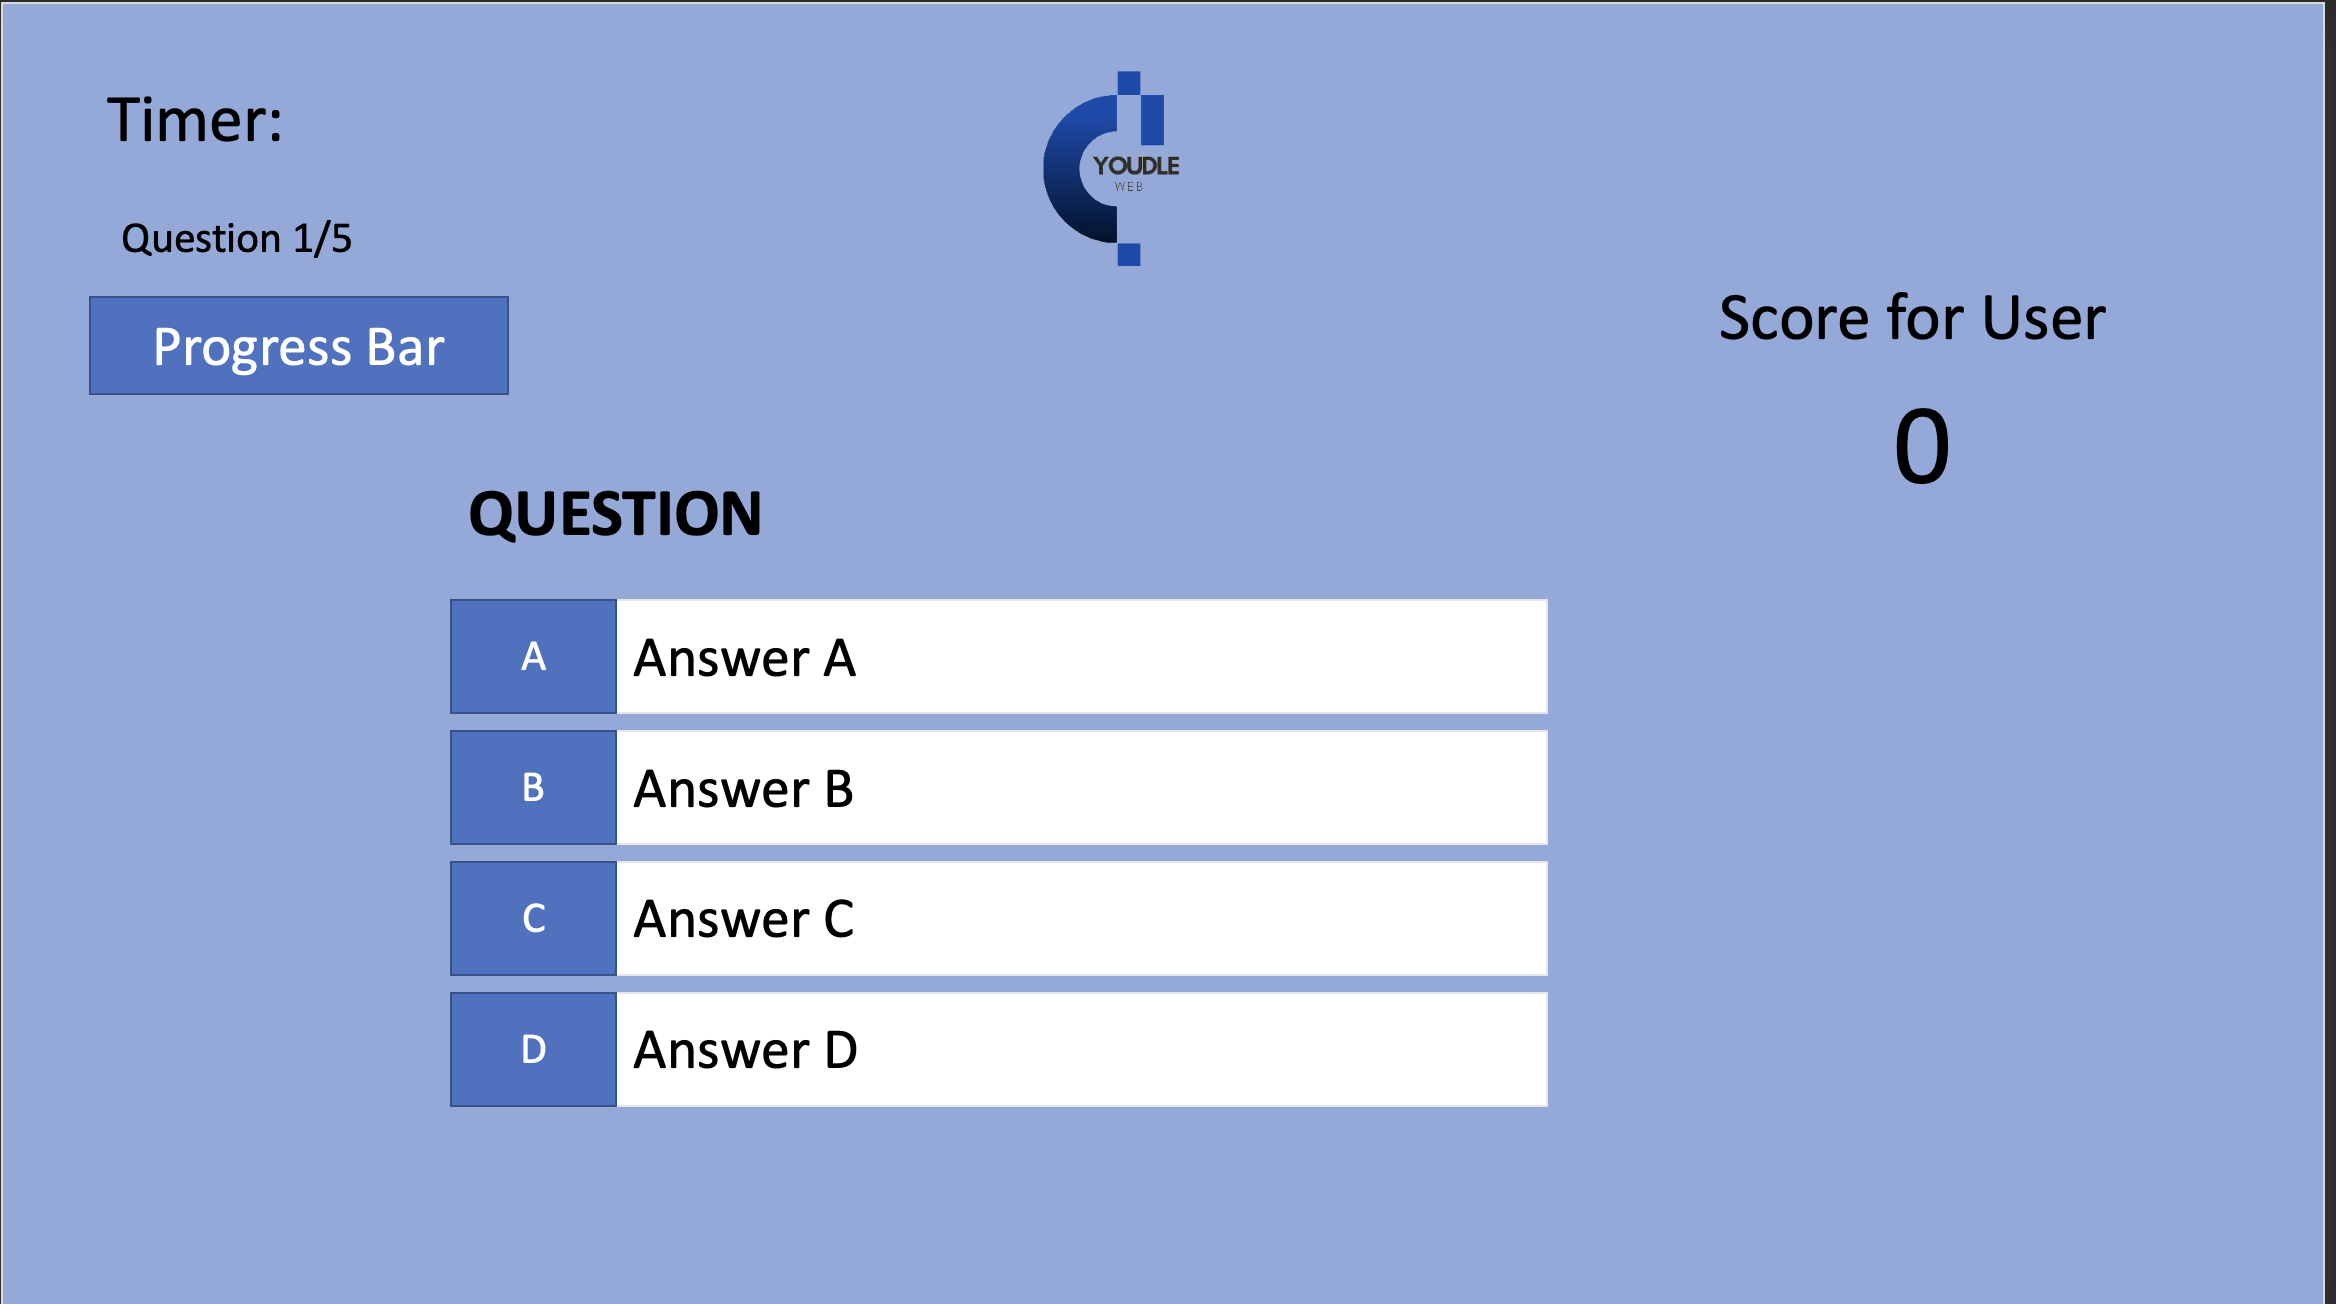 Timer:
YOUDLE
WEB
Question 1/5
Progress Bar
Score for User
0
QUESTION
A Answer A
B Answer B
C Answer C
D Answer D